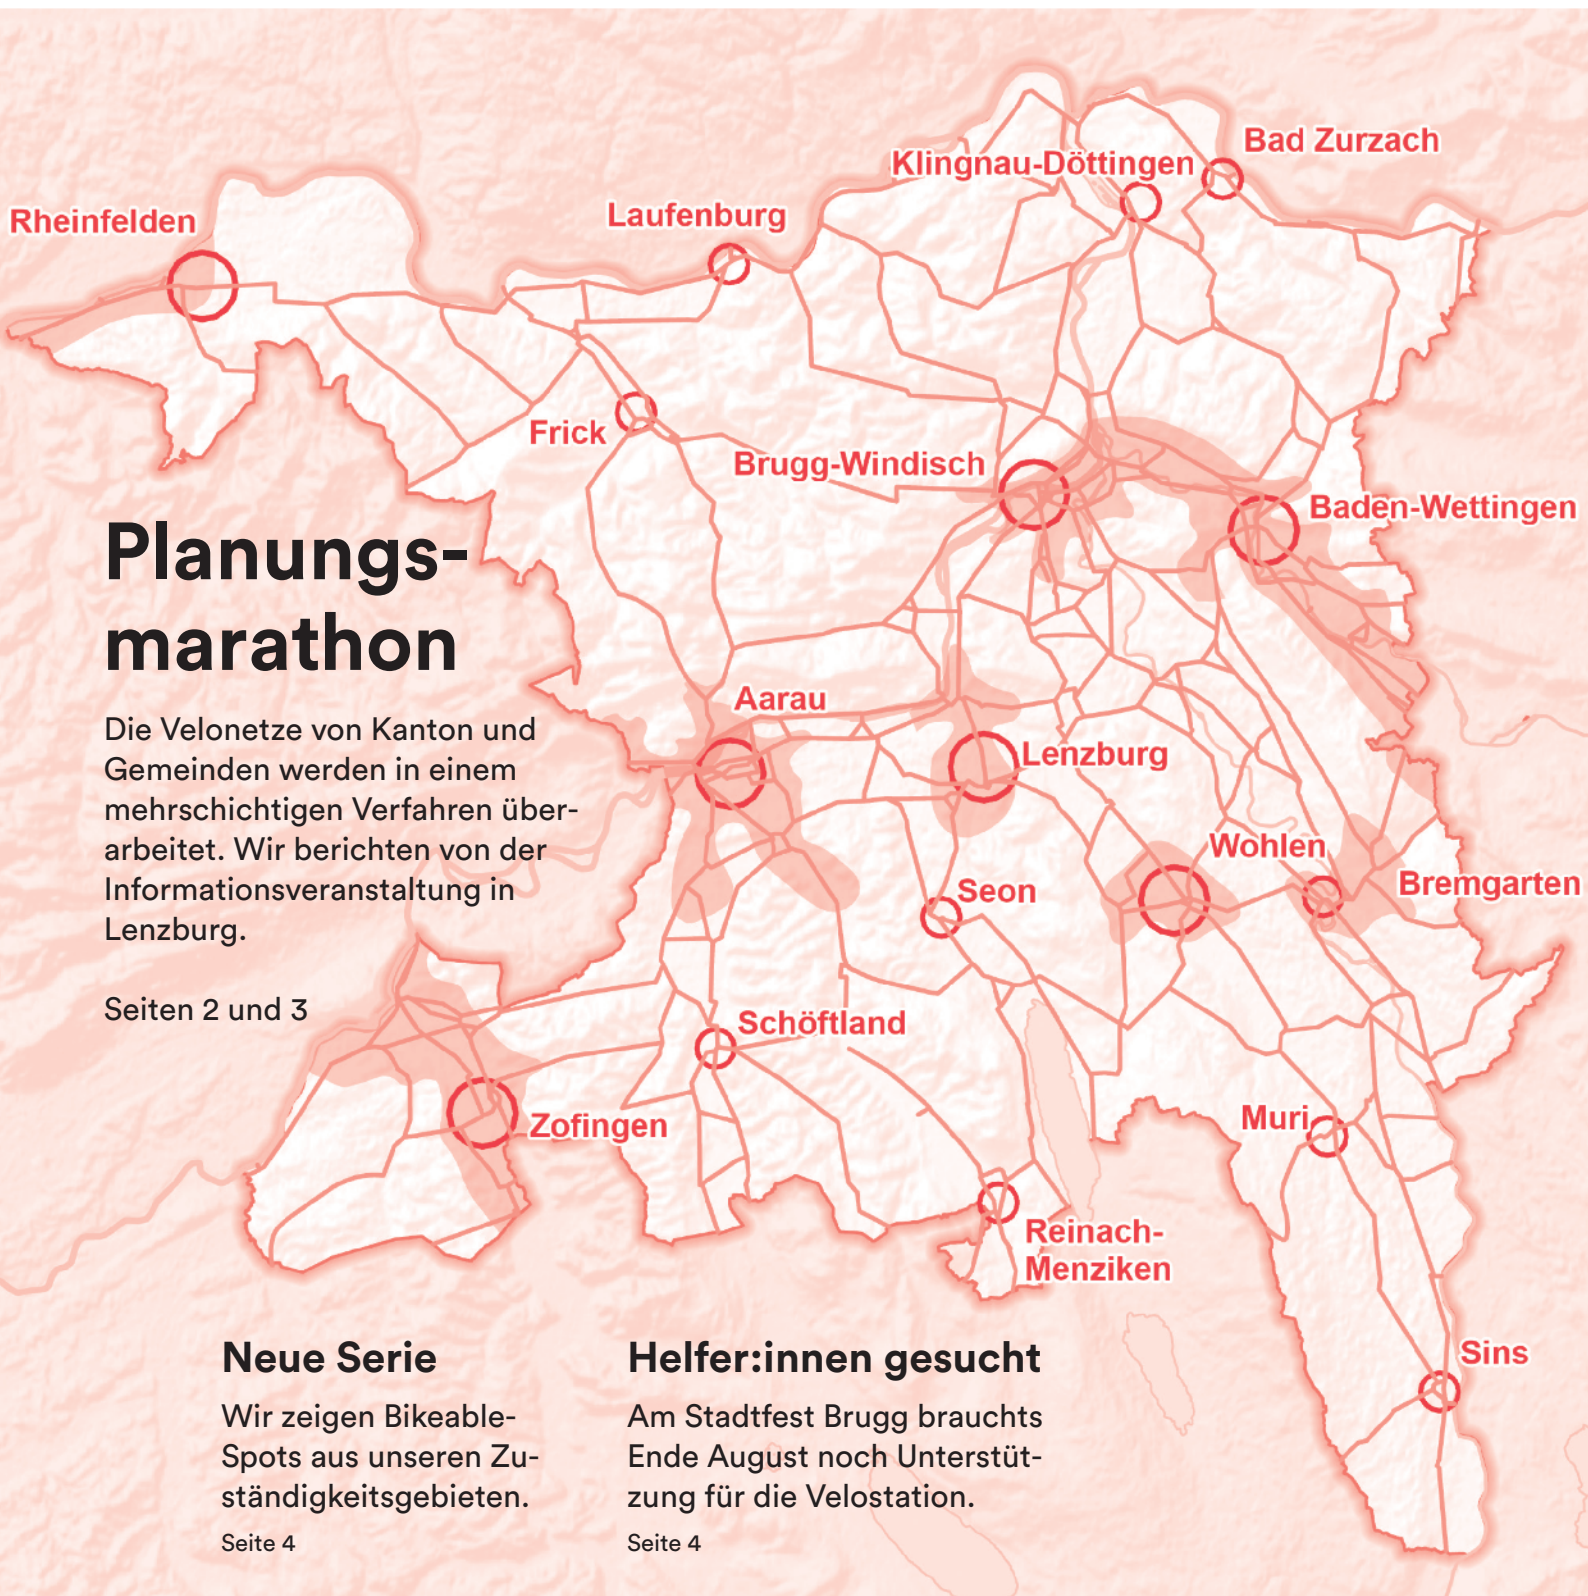 Bad Zurzach
Klingnau-Döttingen
Rheinfelden
Laufenburg
Frick
Brugg-Windisch
Baden-Wettingen
Planungs-
marathon
Die Velonetze von Kanton und
Gemeinden werden in einem
mehrschichtigen Verfahren über-
arbeitet. Wir berichten von der
Informationsveranstaltung in
Lenzburg.
Seiten 2 und 3
Aarau
Lenzburg
Wohlen
Bremgarten
Seon
Schöftland
Zofingen
Muri
Reinach-
Menziken
Sins
Neue Serie
Wir zeigen Bikeable-
Spots aus unseren Zu-
ständigkeitsgebieten.
Seite 4
Helfer:innen gesucht
Am Stadtfest Brugg brauchts
Ende August noch Unterstüt-
zung für die Velostation.
Seite 4